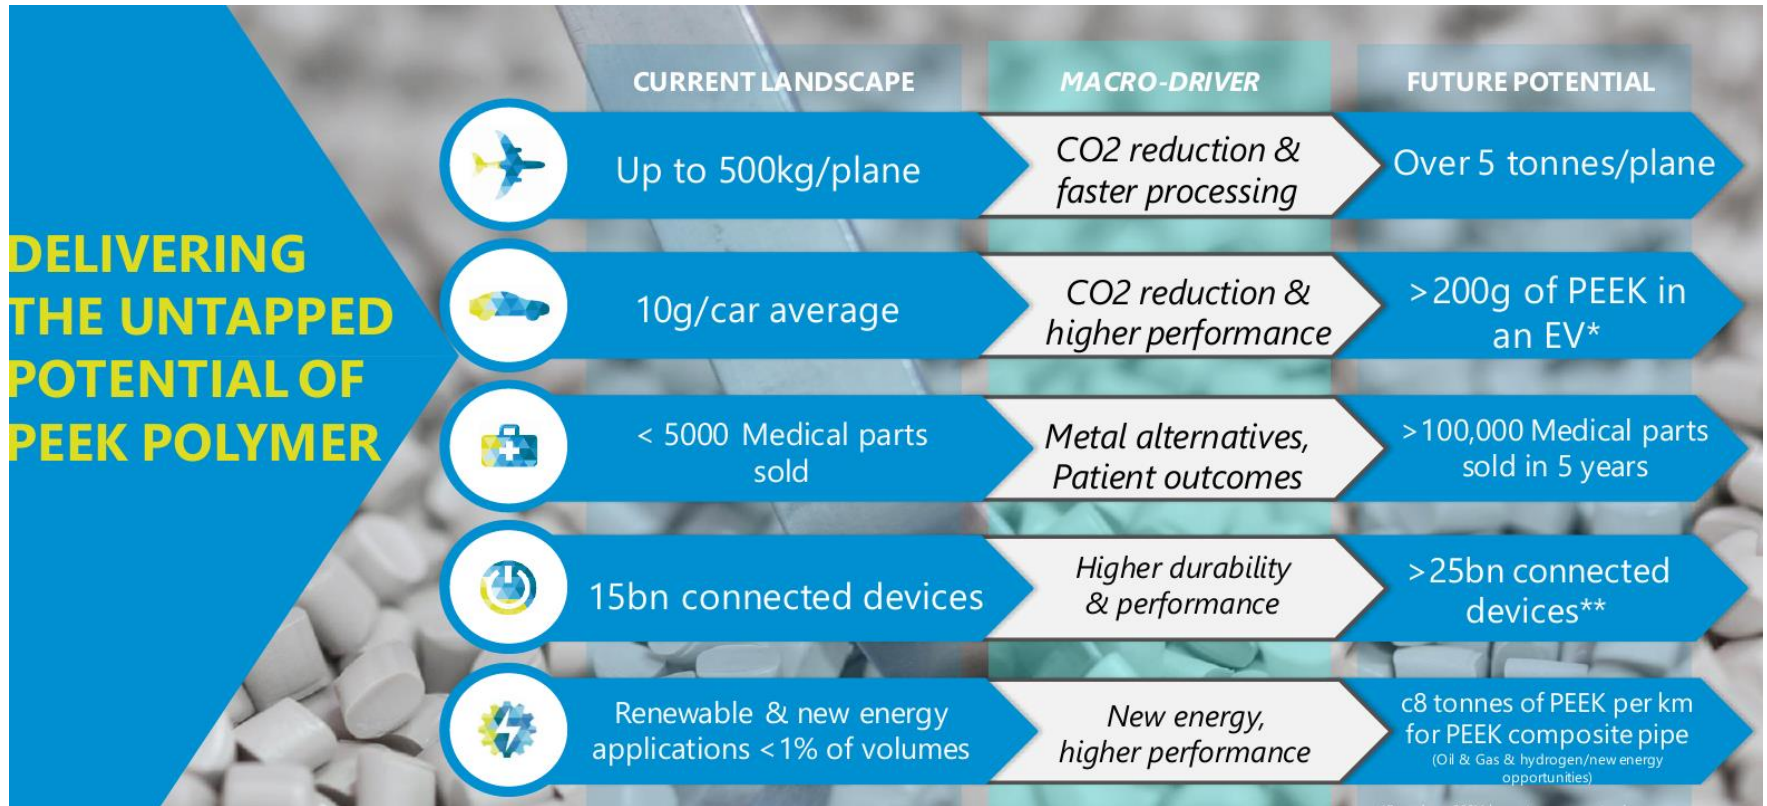 DELIVERING
THE UNTAPPED
POTENTIAL OF
PEEK POLYMER
CURRENT LANDSCAPE
MACRO-DRIVER
FUTURE POTENTIAL
Up to 500kg/plane
CO2 reduction &
faster processing
Over 5 tonnes/plane
10g/car average
CO2 reduction &
higher performance
>200g of PEEK in
an EV*
< 5000 Medical parts
sold
Metal alternatives,
Patient outcomes
>100,000 Medical parts
sold in 5 years
15bn connected devices
Higher durability
& performance
>25bn connected
devices**
Renewable & new energy
applications <1% of volumes
New energy,
higher performance
c8 tonnes of PEEK per km
for PEEK composite pipe
(Oil & Gas & hydrogen/new energy
opportunities)